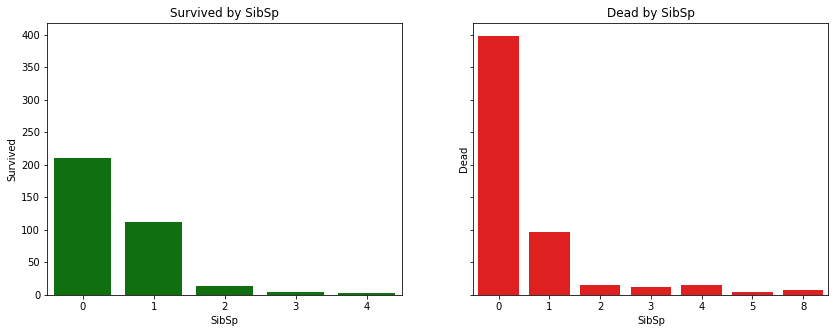 Survived by SibSp
Dead by SibSp
400
350
300
250
200
150
100
50
0
Survived
Dead
0 1 2 3 4
0 1 2 3 4 5 8
SibSp
SibSp